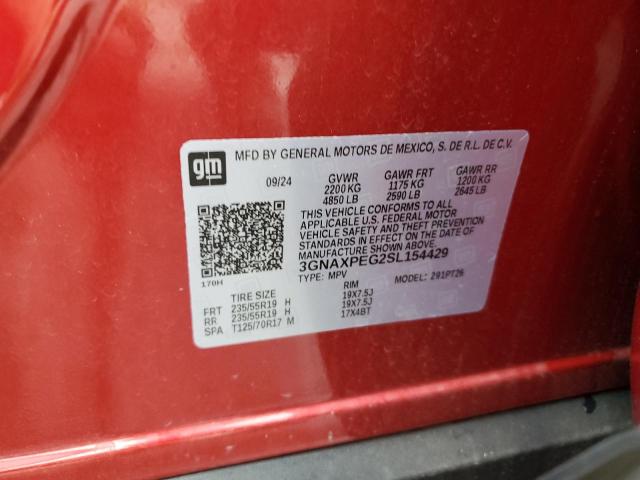 gm
MFD BY GENERAL MOTORS DE MEXICO, S. DE R.L. DE C.V.
09/24 GVWR GAWR FRT GAWR RR
2200 KG 1175 KG 1200 KG
4850 LB 2590 LB 2645 LB
THIS VEHICLE CONFORMS TO ALL
APPLICABLE U.S. FEDERAL MOTOR
VEHICLE SAFETY AND THEFT PREVENTION
STANDARDS IN EFFECT ON THE DATE OF
MANUFACTURE SHOWN ABOVE.
3GNAXPEG2SL154429
170H TYPE: MPV MODEL: 291PT26
TIRE SIZE RIM
FRT 235/55R19 H 19X7.5J
RR 235/55R19 H 19X7.5J
SPA T125/70R17 M 17X4BT